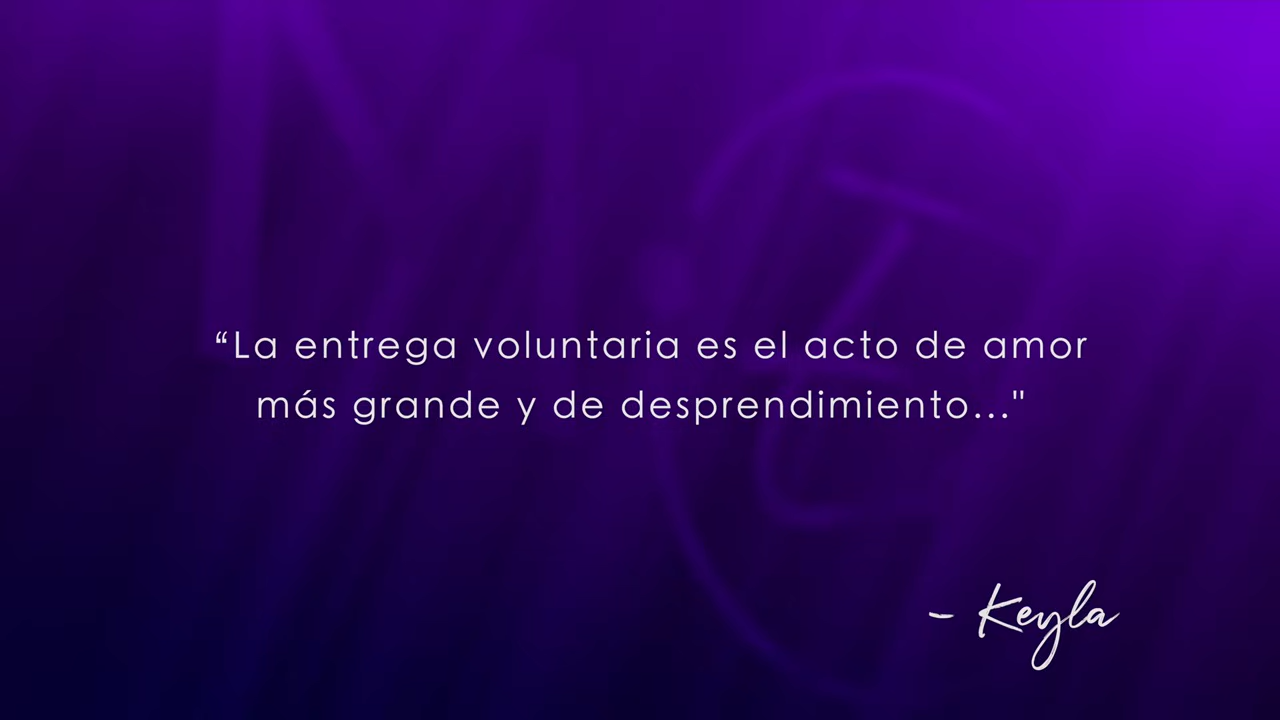 “La entrega voluntaria es el acto de amor
más grande y de desprendimiento..."
- Keyla